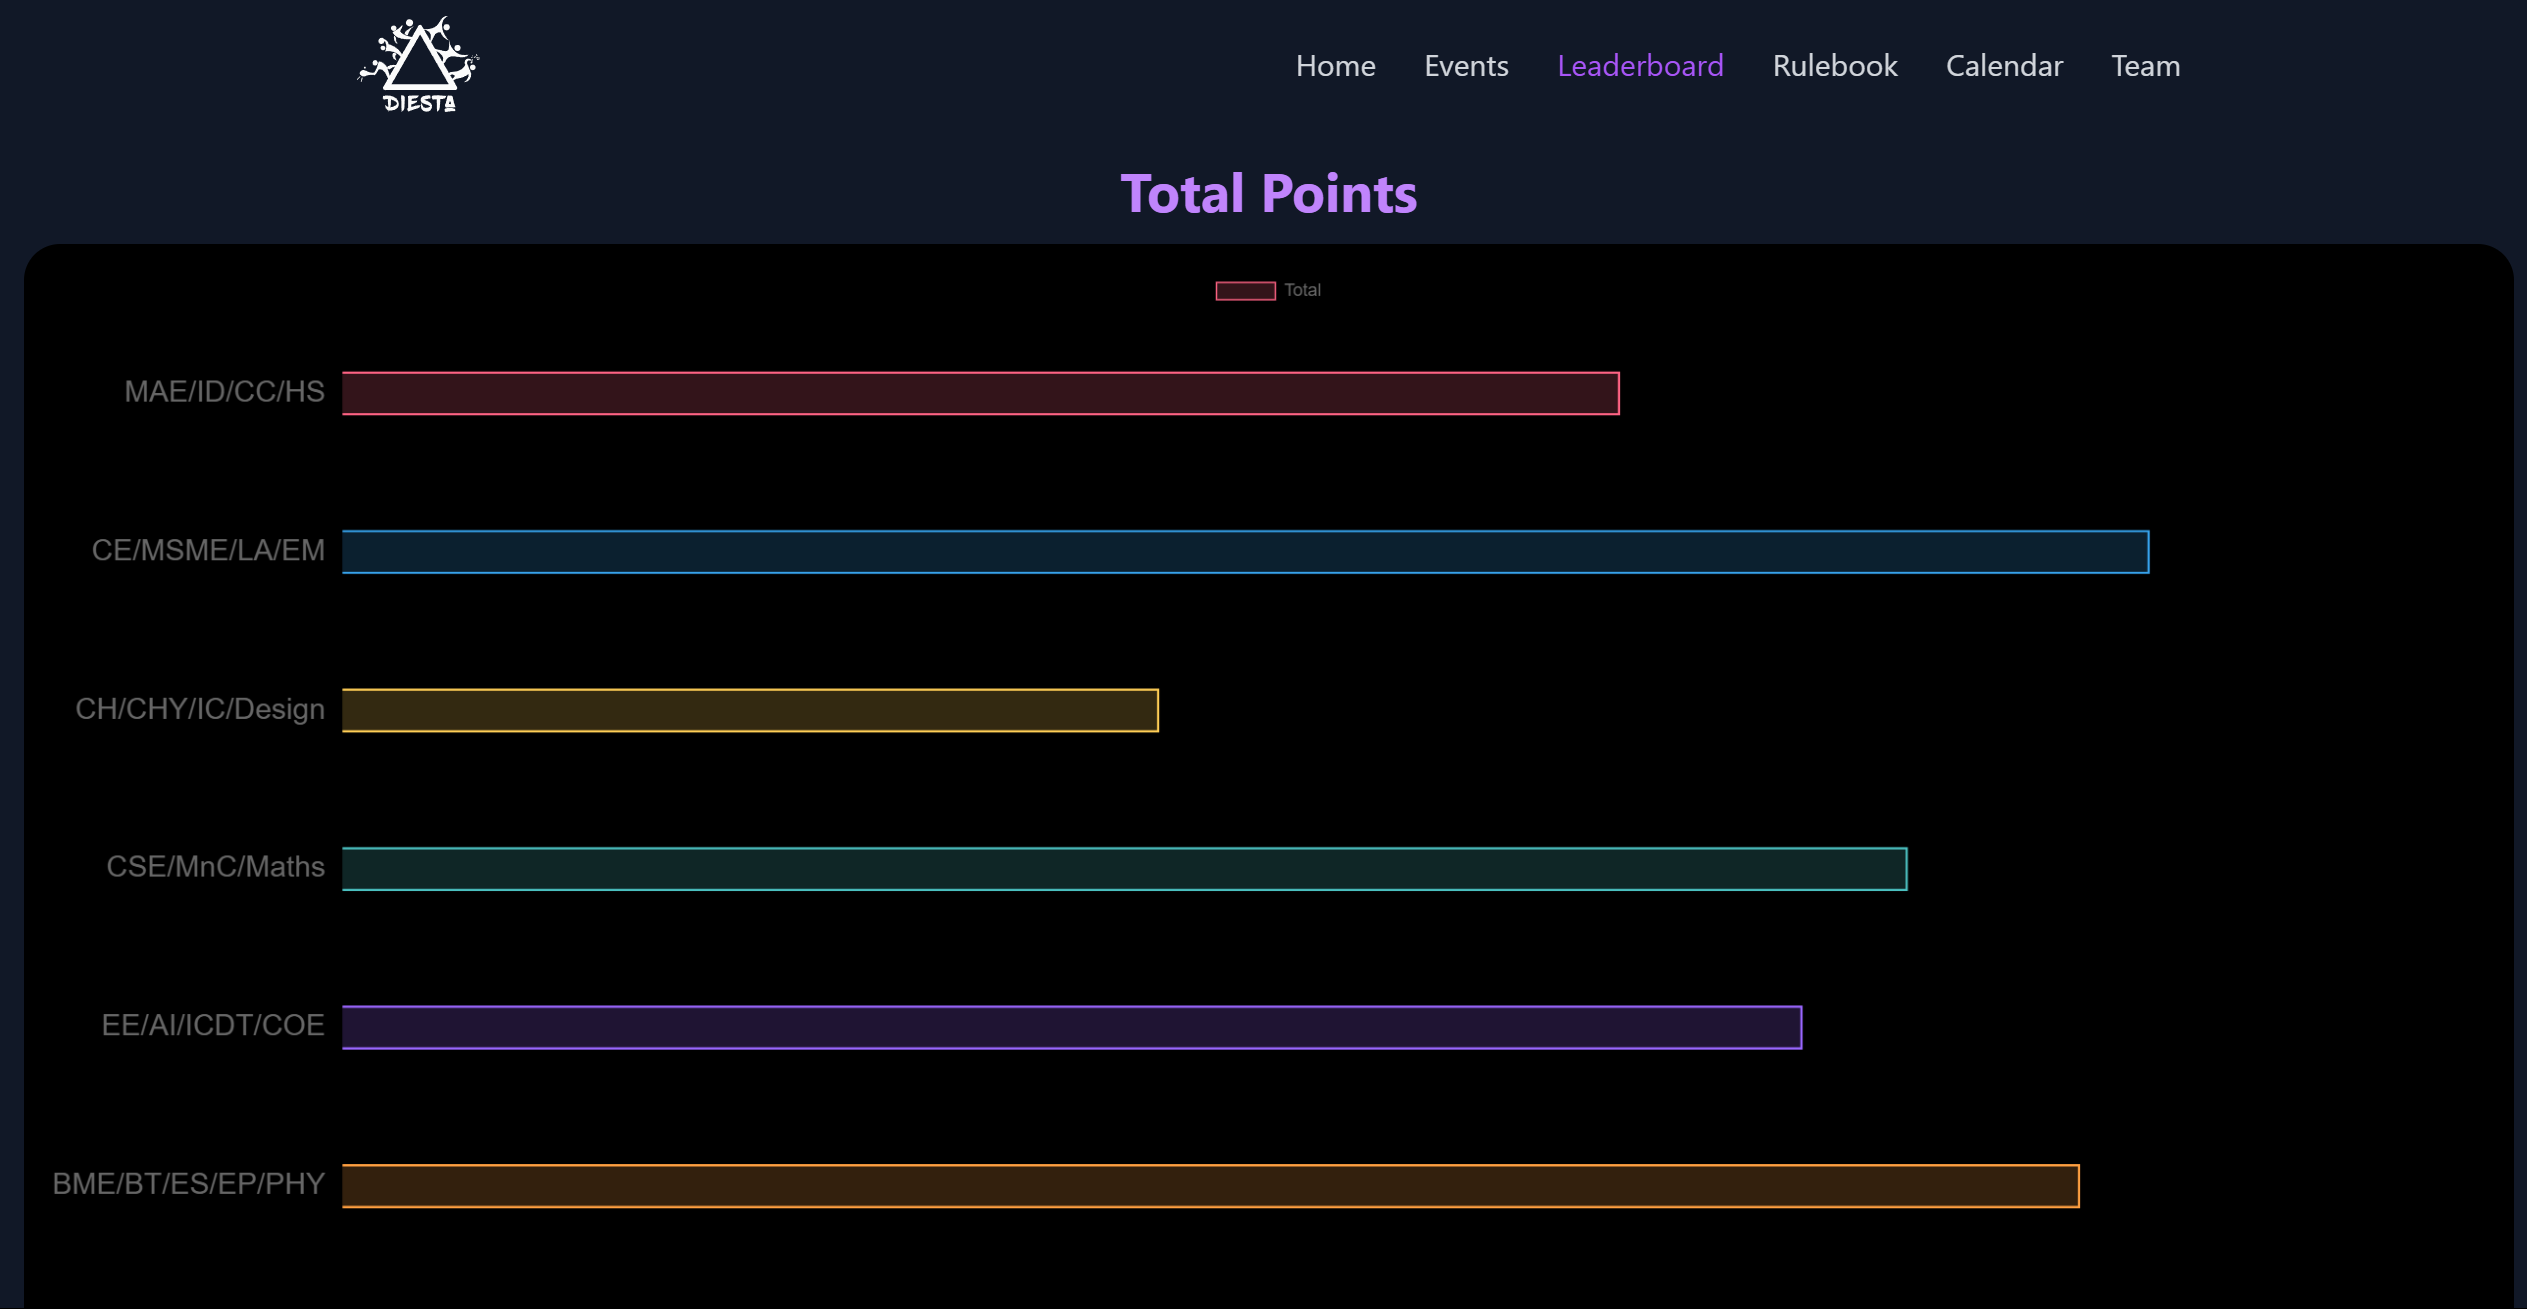 DIESTA
Home Events Leaderboard Rulebook Calendar Team
Total Points
Total
MAE/ID/CC/HS
CE/MSME/LA/EM
CH/CHY/IC/Design
CSE/MnC/Maths
EE/AI/ICDT/COE
BME/BT/ES/EP/PHY